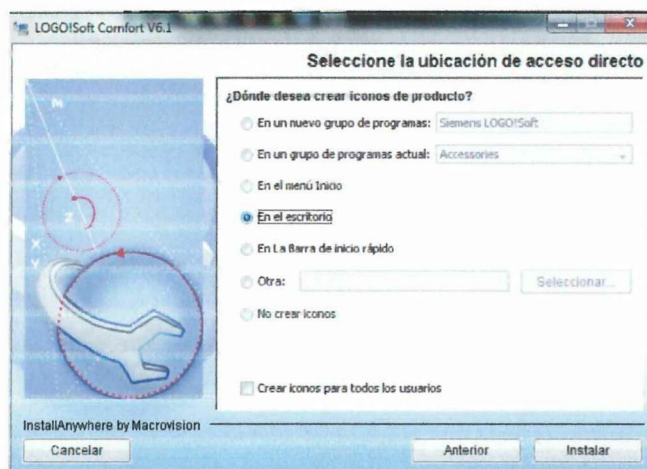 LOGO!Soft Comfort V6.1
Seleccione la ubicación de acceso directo
¿Dónde desea crear iconos de producto?
En un nuevo grupo de programas: Siemens LOGO!Soft
En un grupo de programas actual: Accessories
En el menú Inicio
En el escritorio
En La Barra de inicio rápido
Otra: Seleccionar...
No crear iconos
Crear iconos para todos los usuarios
M
Z
X
Y
InstallAnywhere by Macrovision
Cancelar Anterior Instalar